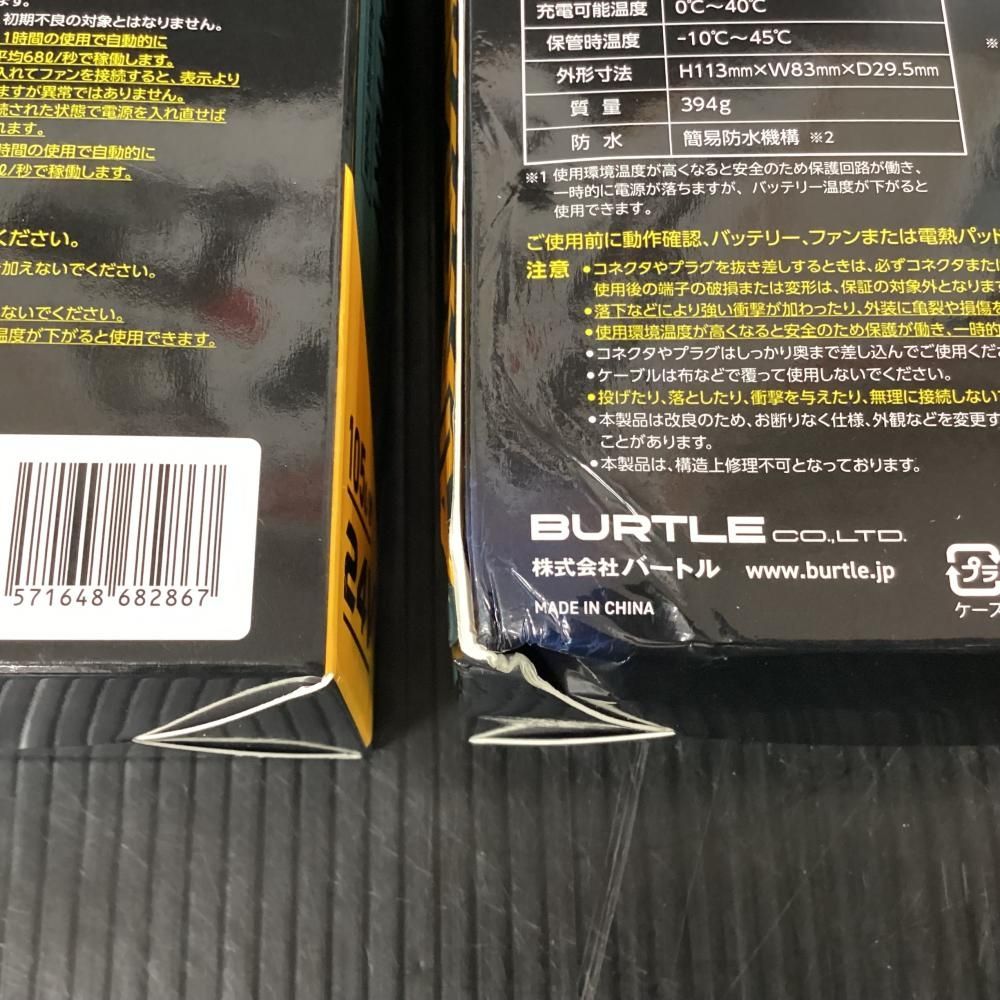 す。
初期不良の対象とはなりません。
1時間の使用で自動的に
平均68ℓ/秒で稼働します。
入れてファンを接続すると、表示より
ますが異常ではありません。
続された状態で電源を入れ直せば
れます。
時間の使用で自動的に
ℓ/秒で稼働します。
ください。
加えないでください。
ないでください。
温度が下がると使用できます。
571648 682867
105
24
充電可能温度 0℃〜40℃
保管時温度 -10℃〜45℃
外形寸法 H113mm×W83mm×D29.5mm
質量 394g
防水 簡易防水機構 ※2
※
※1 使用環境温度が高くなると安全のため保護回路が働き、
一時的に電源が落ちますが、バッテリー温度が下がると
使用できます。
ご使用前に動作確認、バッテリー、ファンまたは電熱パッド
注意 ●コネクタやプラグを抜き差しするときは、必ずコネクタまたは
使用後の端子の破損または変形は、保証の対象外となります
●落下などにより強い衝撃が加わったり、外装に亀裂や損傷を
●使用環境温度が高くなると安全のため保護が働き、一時的
●コネクタやプラグはしっかり奥まで差し込んでご使用くださ
●ケーブルは布などで覆って使用しないでください。
●投げたり、落としたり、衝撃を与えたり、無理に接続しない
●本製品は改良のため、お断りなく仕様、外観などを変更す
ことがあります。
●本製品は、構造上修理不可となっております。
BURTLE CO.,LTD.
株式会社バートル www.burtle.jp
MADE IN CHINA
プラ
ケース